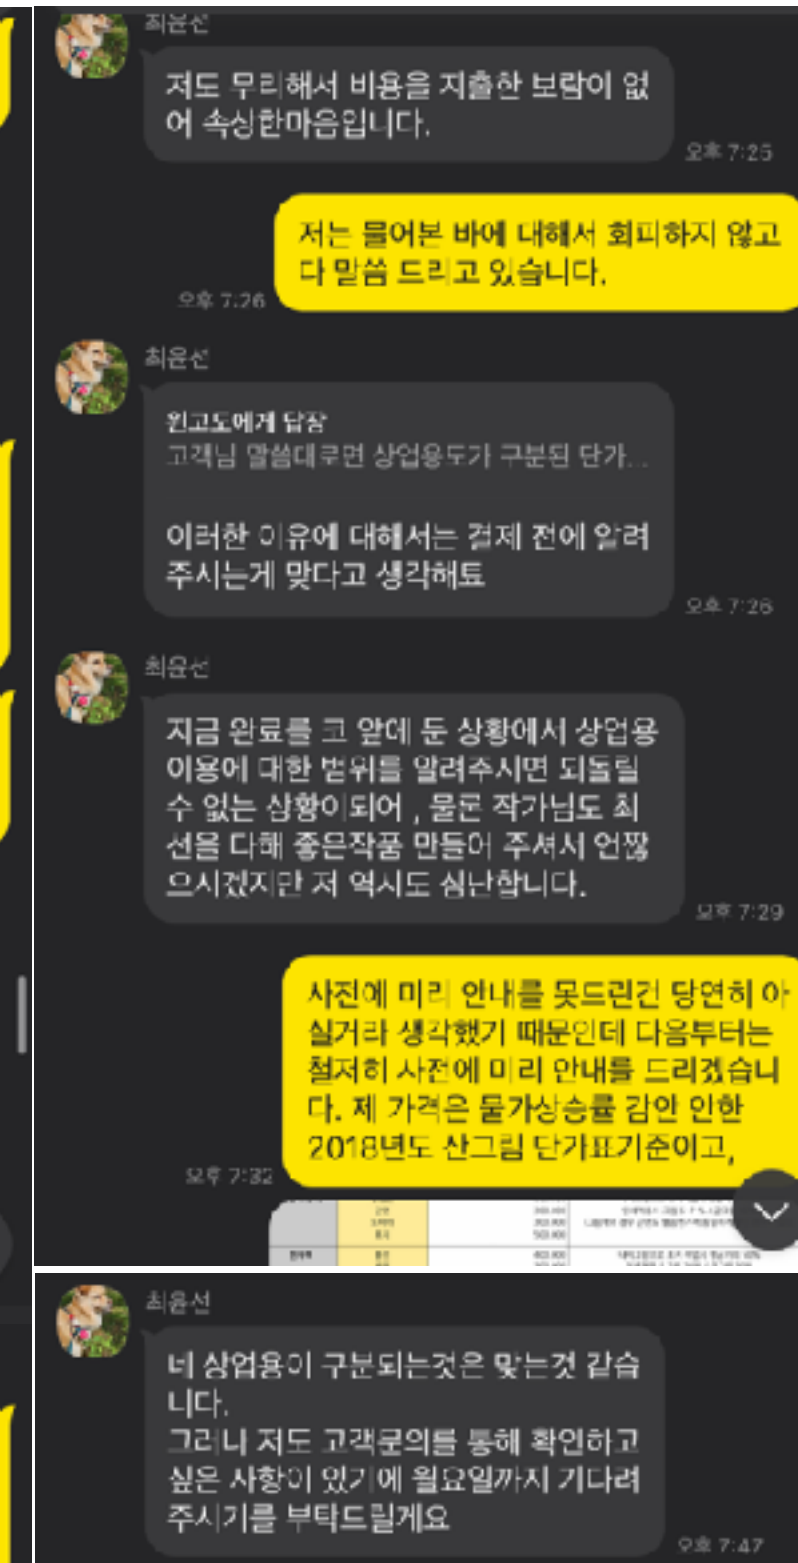 최윤선
저도 무리해서 비용을 지출한 보람이 없
어 속상한마음입니다.
오후 7:25
저는 물어본 바에 대해서 회피하지 않고
다 말씀 드리고 있습니다.
오후 7:26
최윤선
윈고도에게 답장
고객님 말씀대로면 상업용도가 구분된 단가...
이러한 이유에 대해서는 결제 전에 알려
주시는게 맞다고 생각해툐
오후 7:26
최윤선
지금 완료를 코 앞데 둔 상황에서 상업용
이용에 대한 범위를 알려주시면 되돌릴
수 없는 상황이되어 , 물론 작가님도 최
선을 다해 좋은작품 만들어 주셔서 언짢
으시겠지만 저 역시도 심난합니다.
오후 7:29
사전에 미리 안내를 못드린건 당연히 아
실거라 생각했기 때문인데 다음부터는
철저히 사전에 미리 안내를 드리겠습니
다. 제 가격은 물가상승률 감안 안한
2018년도 산그림 단가표기준이고,
오후 7:32
최윤선
네 상업용이 구분되는것은 맞는것 같습
니다.
그러나 저도 고객문의를 통해 확인하고
싶은 사항이 있기에 월요일까지 기다려
주시기를 부탁드릴게요
오후 7:47